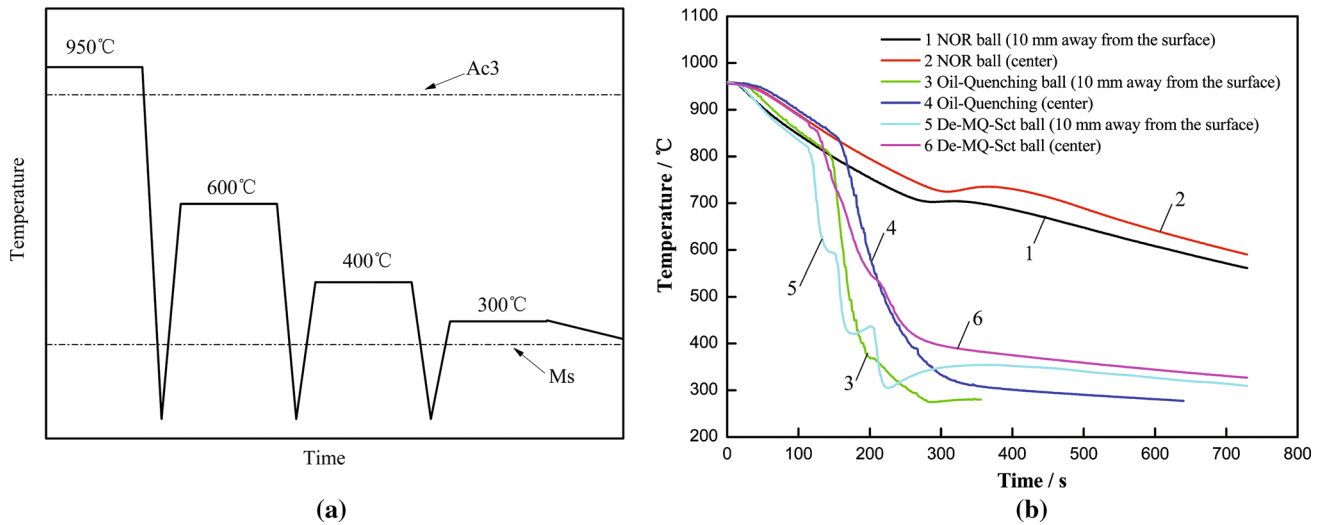 950℃
Ac3
600℃
400℃
300℃
Ms
Temperature
Time
(a)
1100
1000
900
800
700
600
500
400
300
200
Temperature / ℃
1 NOR ball (10 mm away from the surface)
2 NOR ball (center)
3 Oil-Quenching ball (10 mm away from the surface)
4 Oil-Quenching (center)
5 De-MQ-Sct ball (10 mm away from the surface)
6 De-MQ-Sct ball (center)
2
4
1
5
6
3
0 100 200 300 400 500 600 700 800
Time / s
(b)